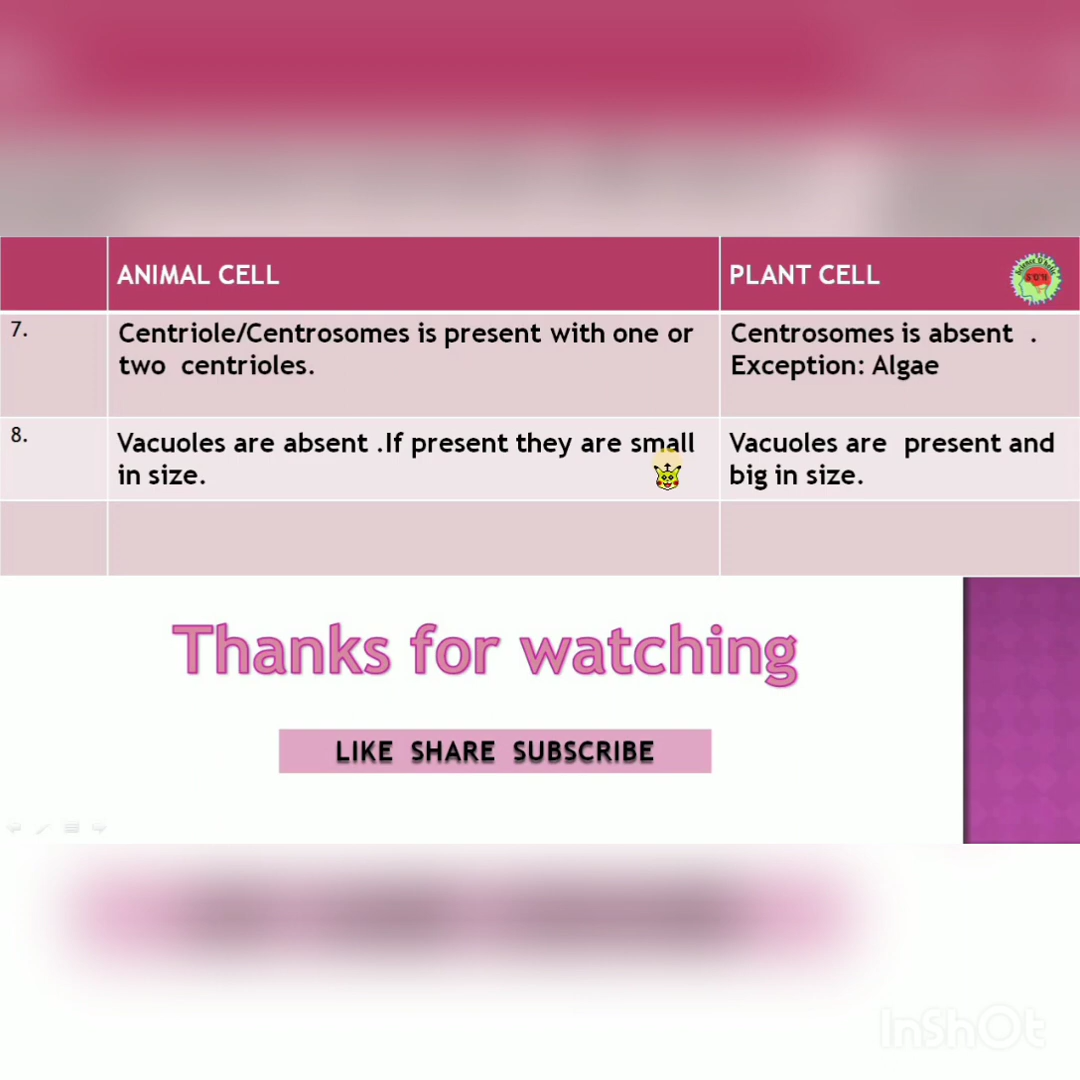 ANIMAL CELL
PLANT CELL
7.
Centriole/Centrosomes is present with one or
two centrioles.
Centrosomes is absent .
Exception: Algae
8.
Vacuoles are absent .If present they are small
in size.
Vacuoles are present and
big in size.
Thanks for watching
LIKE SHARE SUBSCRIBE
InShOt